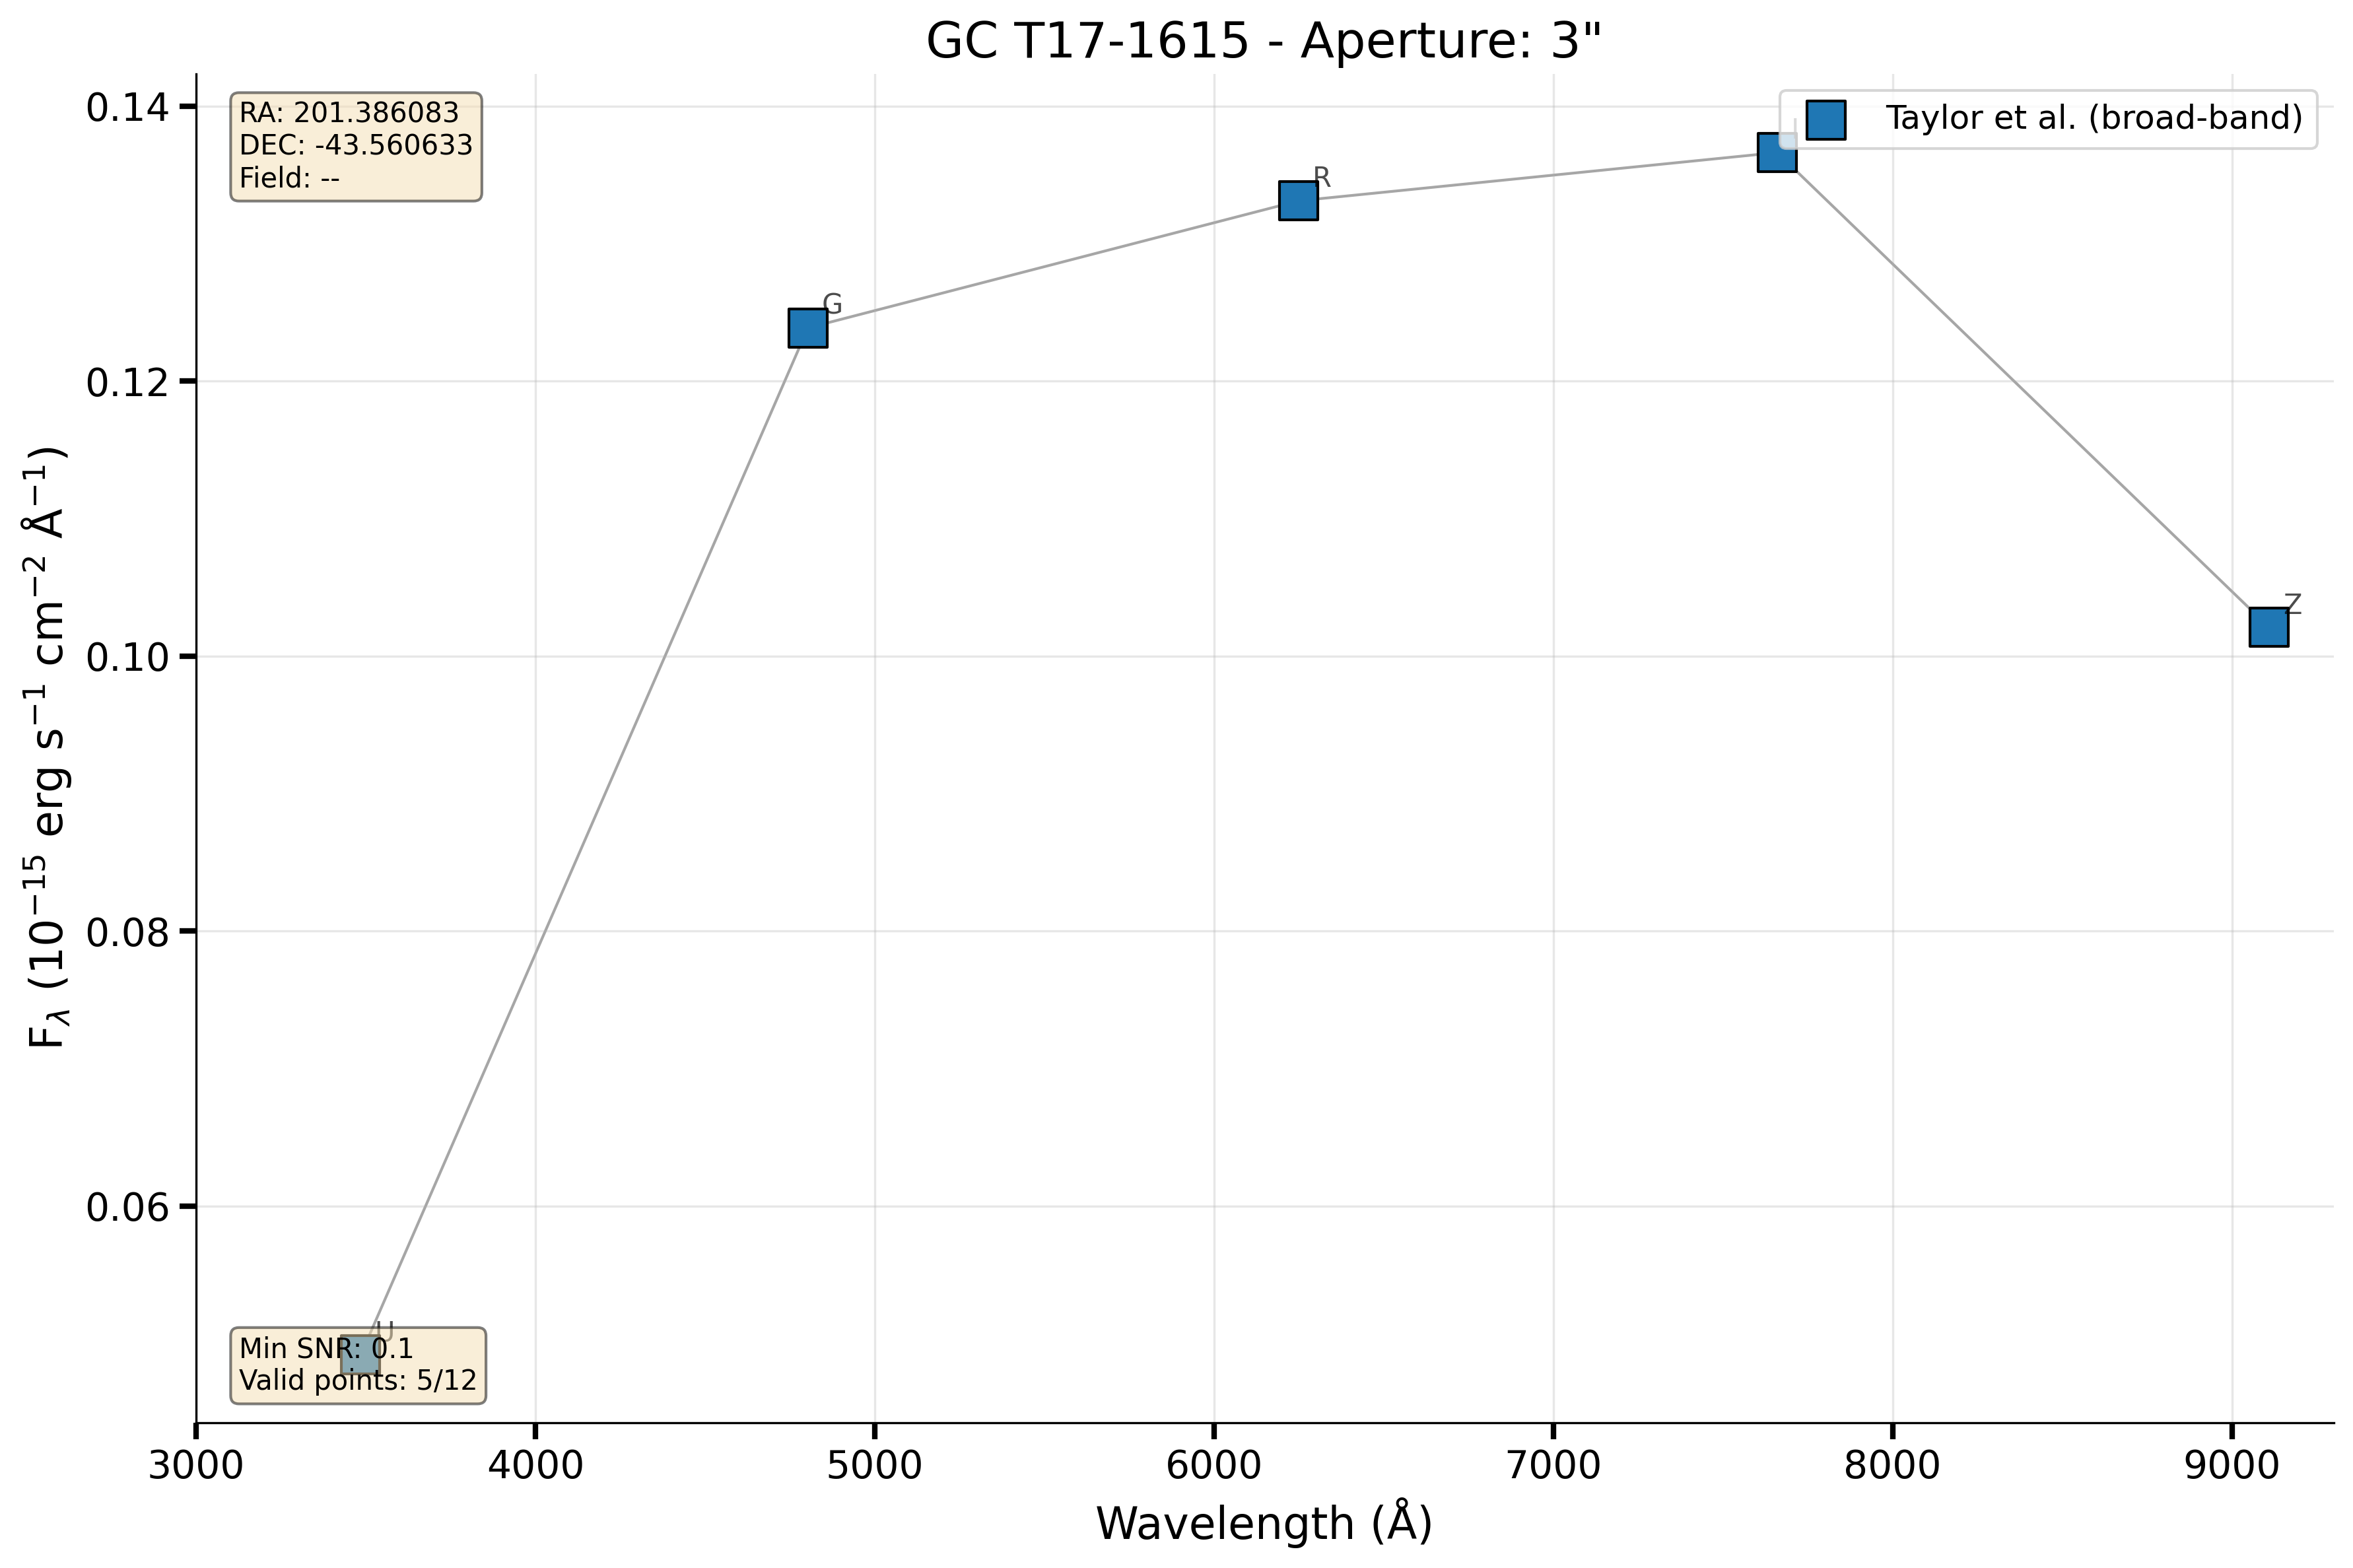 GC T17-1615 - Aperture: 3"
RA: 201.386083
DEC: -43.560633
Field: --
Taylor et al. (broad-band)
0.14
0.12
0.10
0.08
0.06
F_λ (10⁻¹⁵ erg s⁻¹ cm⁻² Å⁻¹)
U
G
R
I
Z
Min SNR: 0.1
Valid points: 5/12
3000 4000 5000 6000 7000 8000 9000
Wavelength (Å)